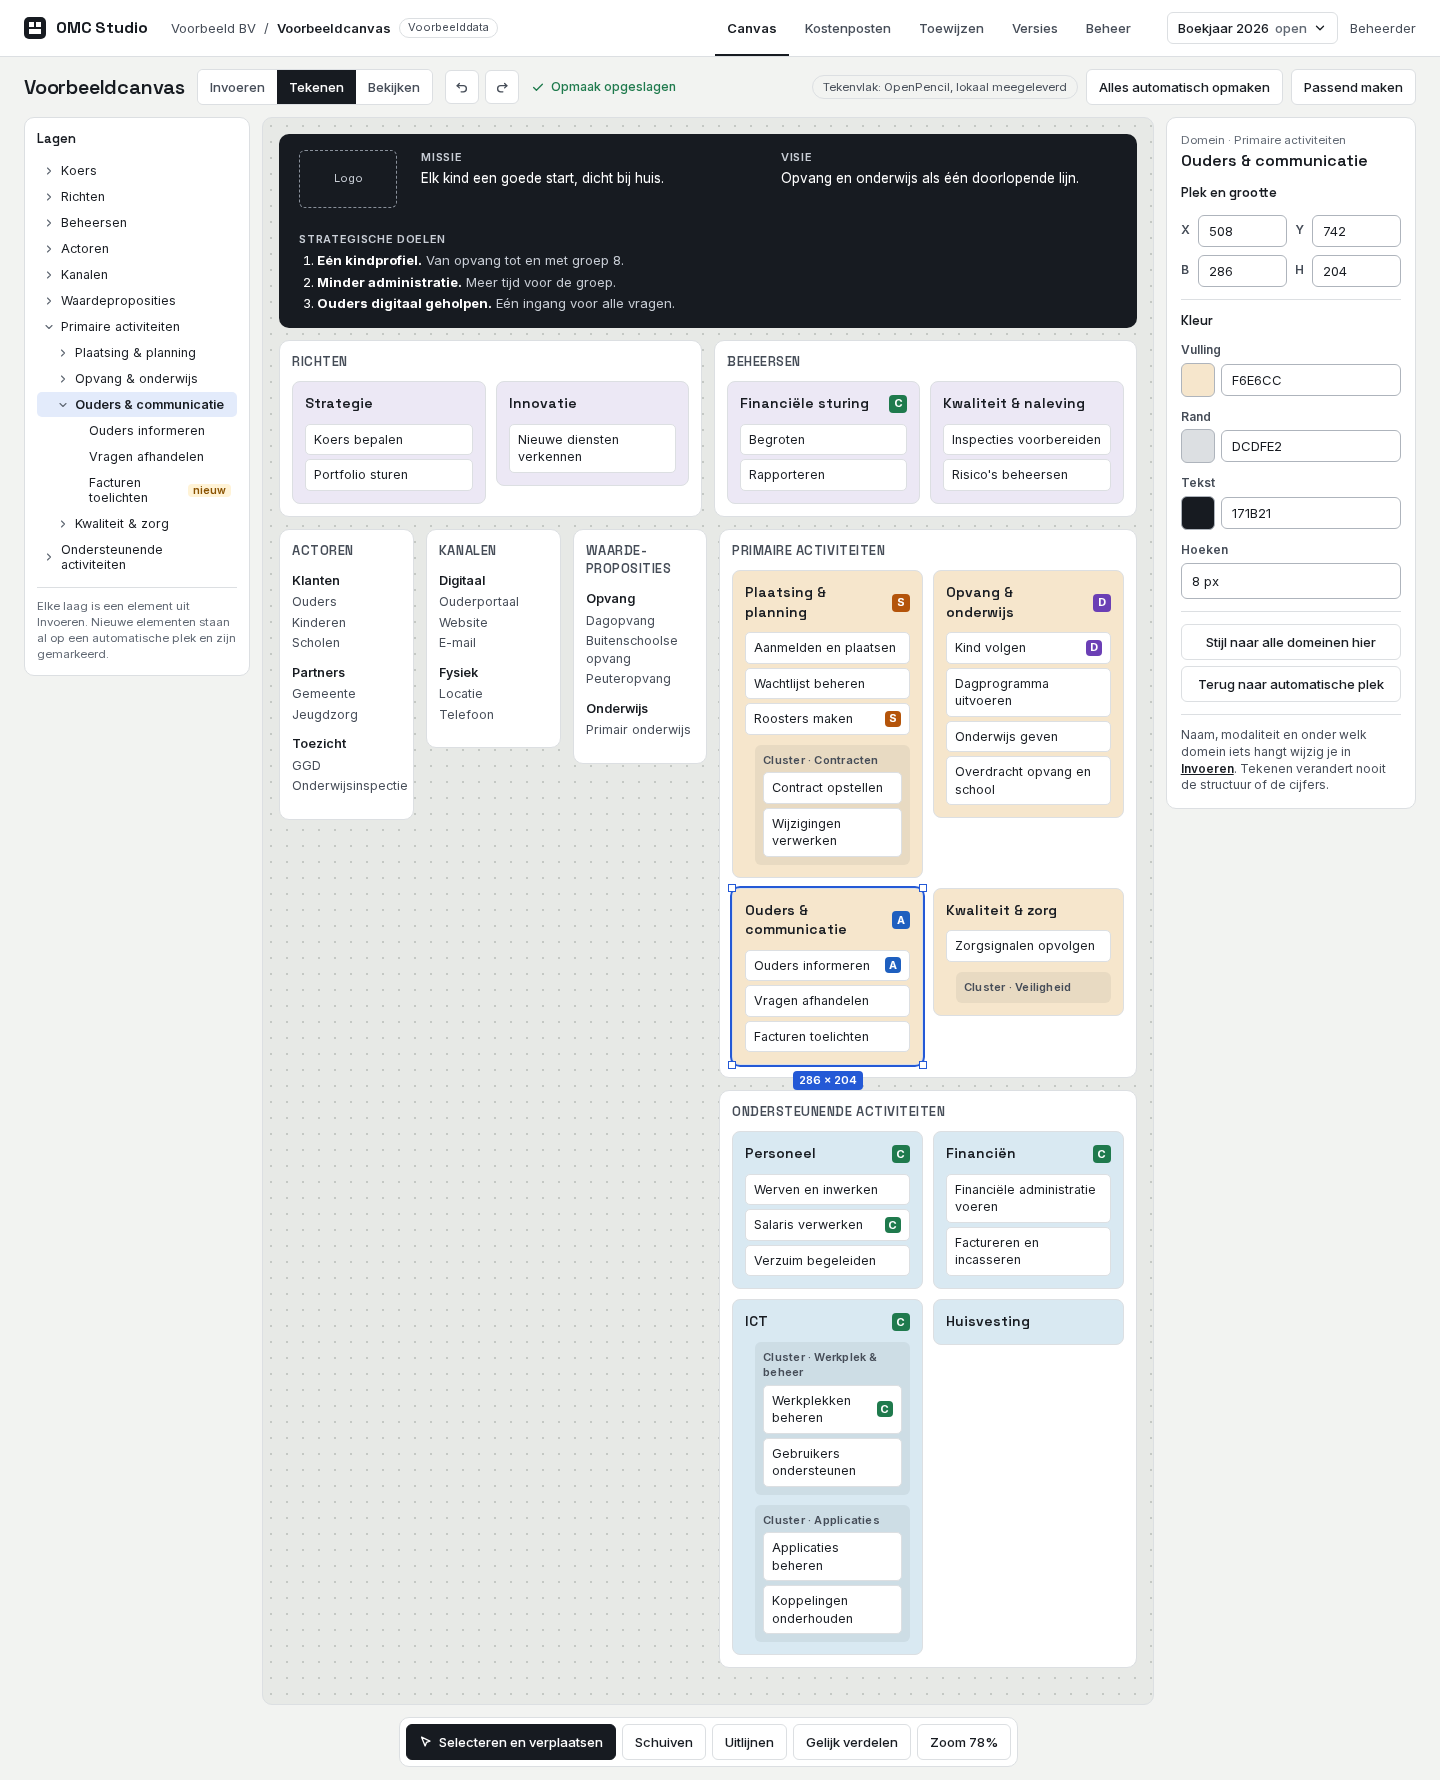 OMC Studio
Voorbeeld BV / Voorbeeldcanvas Voorbeelddata
Canvas Kostenposten Toewijzen Versies Beheer
Boekjaar 2026 open
Beheerder
Voorbeeldcanvas
Invoeren Tekenen Bekijken
Opmaak opgeslagen
Tekenvlak: OpenPencil, lokaal meegeleverd
Alles automatisch opmaken
Passend maken
Lagen
Koers
Richten
Beheersen
Actoren
Kanalen
Waardeproposities
Primaire activiteiten
Plaatsing & planning
Opvang & onderwijs
Ouders & communicatie
Ouders informeren
Vragen afhandelen
Facturen
toelichten
nieuw
Kwaliteit & zorg
Ondersteunende
activiteiten
Elke laag is een element uit
Invoeren. Nieuwe elementen staan
al op een automatische plek en zijn
gemarkeerd.
Logo
MISSIE
Elk kind een goede start, dicht bij huis.
VISIE
Opvang en onderwijs als één doorlopende lijn.
STRATEGISCHE DOELEN
1. Eén kindprofiel. Van opvang tot en met groep 8.
2. Minder administratie. Meer tijd voor de groep.
3. Ouders digitaal geholpen. Eén ingang voor alle vragen.
RICHTEN
Strategie
Koers bepalen
Portfolio sturen
Innovatie
Nieuwe diensten
verkennen
BEHEERSEN
Financiële sturing C
Begroten
Rapporteren
Kwaliteit & naleving
Inspecties voorbereiden
Risico's beheersen
ACTOREN
Klanten
Ouders
Kinderen
Scholen
Partners
Gemeente
Jeugdzorg
Toezicht
GGD
Onderwijsinspectie
KANALEN
Digitaal
Ouderportaal
Website
E-mail
Fysiek
Locatie
Telefoon
WAARDE-
PROPOSITIES
Opvang
Dagopvang
Buitenschoolse
opvang
Peuteropvang
Onderwijs
Primair onderwijs
PRIMAIRE ACTIVITEITEN
Plaatsing &
planning
S
Aanmelden en plaatsen
Wachtlijst beheren
Roosters maken S
Cluster · Contracten
Contract opstellen
Wijzigingen
verwerken
Opvang &
onderwijs
D
Kind volgen D
Dagprogramma
uitvoeren
Onderwijs geven
Overdracht opvang en
school
Ouders &
communicatie
A
Ouders informeren A
Vragen afhandelen
Facturen toelichten
286 × 204
Kwaliteit & zorg
Zorgsignalen opvolgen
Cluster · Veiligheid
ONDERSTEUNENDE ACTIVITEITEN
Personeel C
Werven en inwerken
Salaris verwerken C
Verzuim begeleiden
Financiën C
Financiële administratie
voeren
Factureren en
incasseren
ICT C
Cluster · Werkplek &
beheer
Werkplekken
beheren
C
Gebruikers
ondersteunen
Cluster · Applicaties
Applicaties
beheren
Koppelingen
onderhouden
Huisvesting
Domein · Primaire activiteiten
Ouders & communicatie
Plek en grootte
X 508 Y 742
B 286 H 204
Kleur
Vulling
F6E6CC
Rand
DCDFE2
Tekst
171B21
Hoeken
8 px
Stijl naar alle domeinen hier
Terug naar automatische plek
Naam, modaliteit en onder welk
domein iets hangt wijzig je in
Invoeren. Tekenen verandert nooit
de structuur of de cijfers.
Selecteren en verplaatsen
Schuiven
Uitlijnen
Gelijk verdelen
Zoom 78%